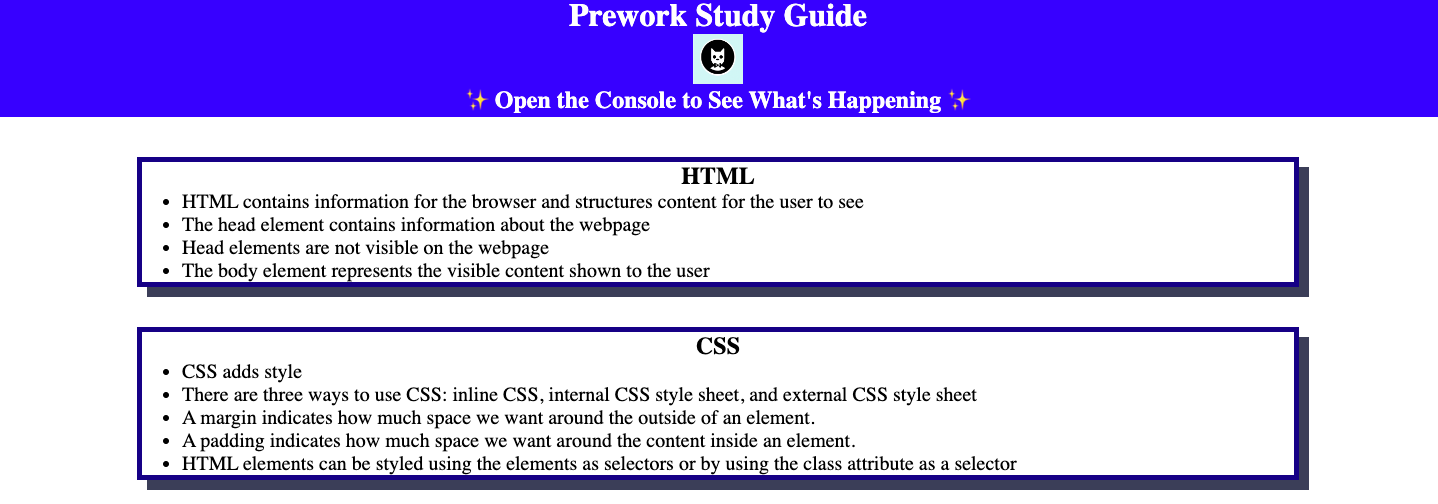 Prework Study Guide
✨ Open the Console to See What's Happening ✨
HTML
• HTML contains information for the browser and structures content for the user to see
• The head element contains information about the webpage
• Head elements are not visible on the webpage
• The body element represents the visible content shown to the user
CSS
• CSS adds style
• There are three ways to use CSS: inline CSS, internal CSS style sheet, and external CSS style sheet
• A margin indicates how much space we want around the outside of an element.
• A padding indicates how much space we want around the content inside an element.
• HTML elements can be styled using the elements as selectors or by using the class attribute as a selector